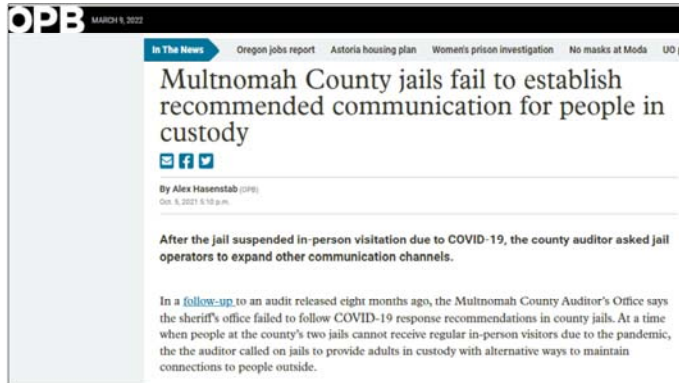 OPB MARCH 9, 2022
In The News Oregon jobs report Astoria housing plan Women's prison investigation No masks at Moda UO
Multnomah County jails fail to establish
recommended communication for people in
custody
By Alex Hasenstab (OPB)
Oct. 5, 2021 5:10 p.m.
After the jail suspended in-person visitation due to COVID-19, the county auditor asked jail
operators to expand other communication channels.
In a follow-up to an audit released eight months ago, the Multnomah County Auditor's Office says
the sheriff's office failed to follow COVID-19 response recommendations in county jails. At a time
when people at the county's two jails cannot receive regular in-person visitors due to the pandemic,
the the auditor called on jails to provide adults in custody with alternative ways to maintain
connections to people outside.